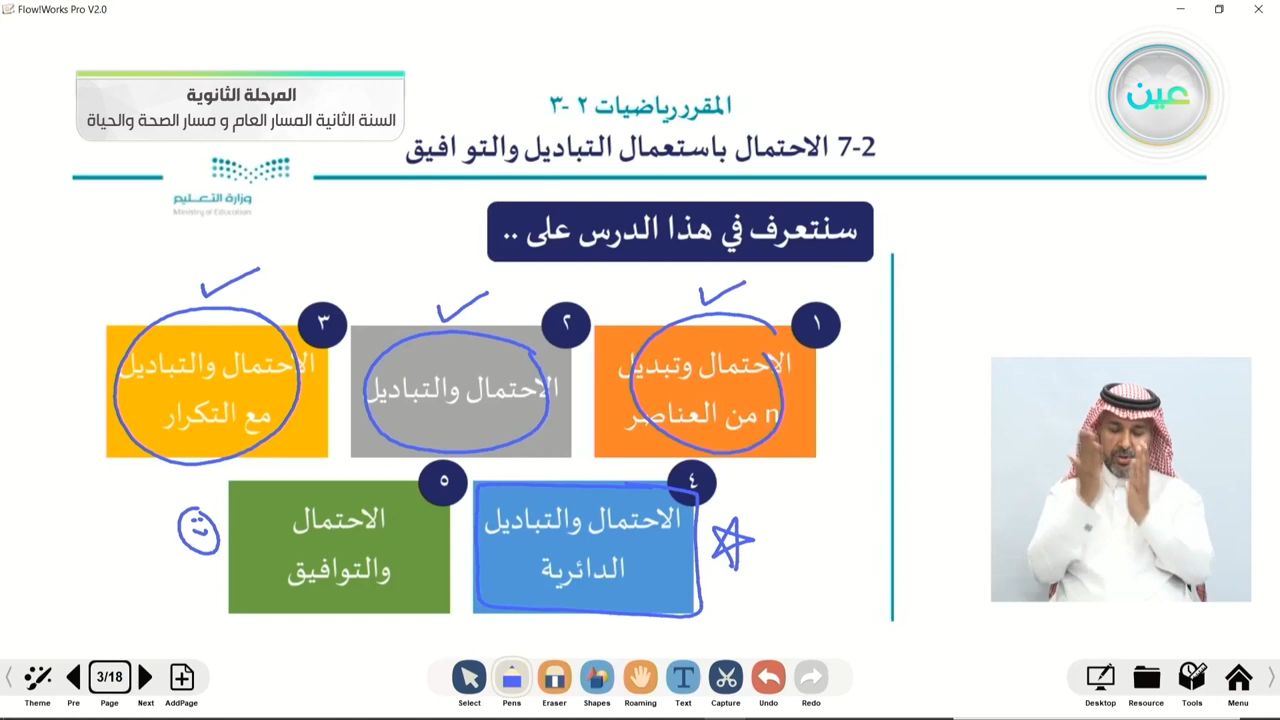 Flow!Works Pro V2.0
عين
المرحلة الثانوية
السنة الثانية المسار العام و مسار الصحة والحياة
المقرر رياضيات ٢ -٣
7-2 الاحتمال باستعمال التباديل والتو افيق
وزارة التعليم
Ministry of Education
سنتعرف في هذا الدرس على ..
١
الاحتمال وتبديل
n من العناصر
٢
الاحتمال والتباديل
٣
الاحتمال والتباديل
مع التكرار
٤
الاحتمال والتباديل
الدائرية
٥
الاحتمال
والتوافيق
3/18
Theme
Pre
Page
Next
AddPage
Select
Pens
Eraser
Shapes
Roaming
T
Text
Capture
Undo
Redo
Desktop
Resource
Tools
Menu